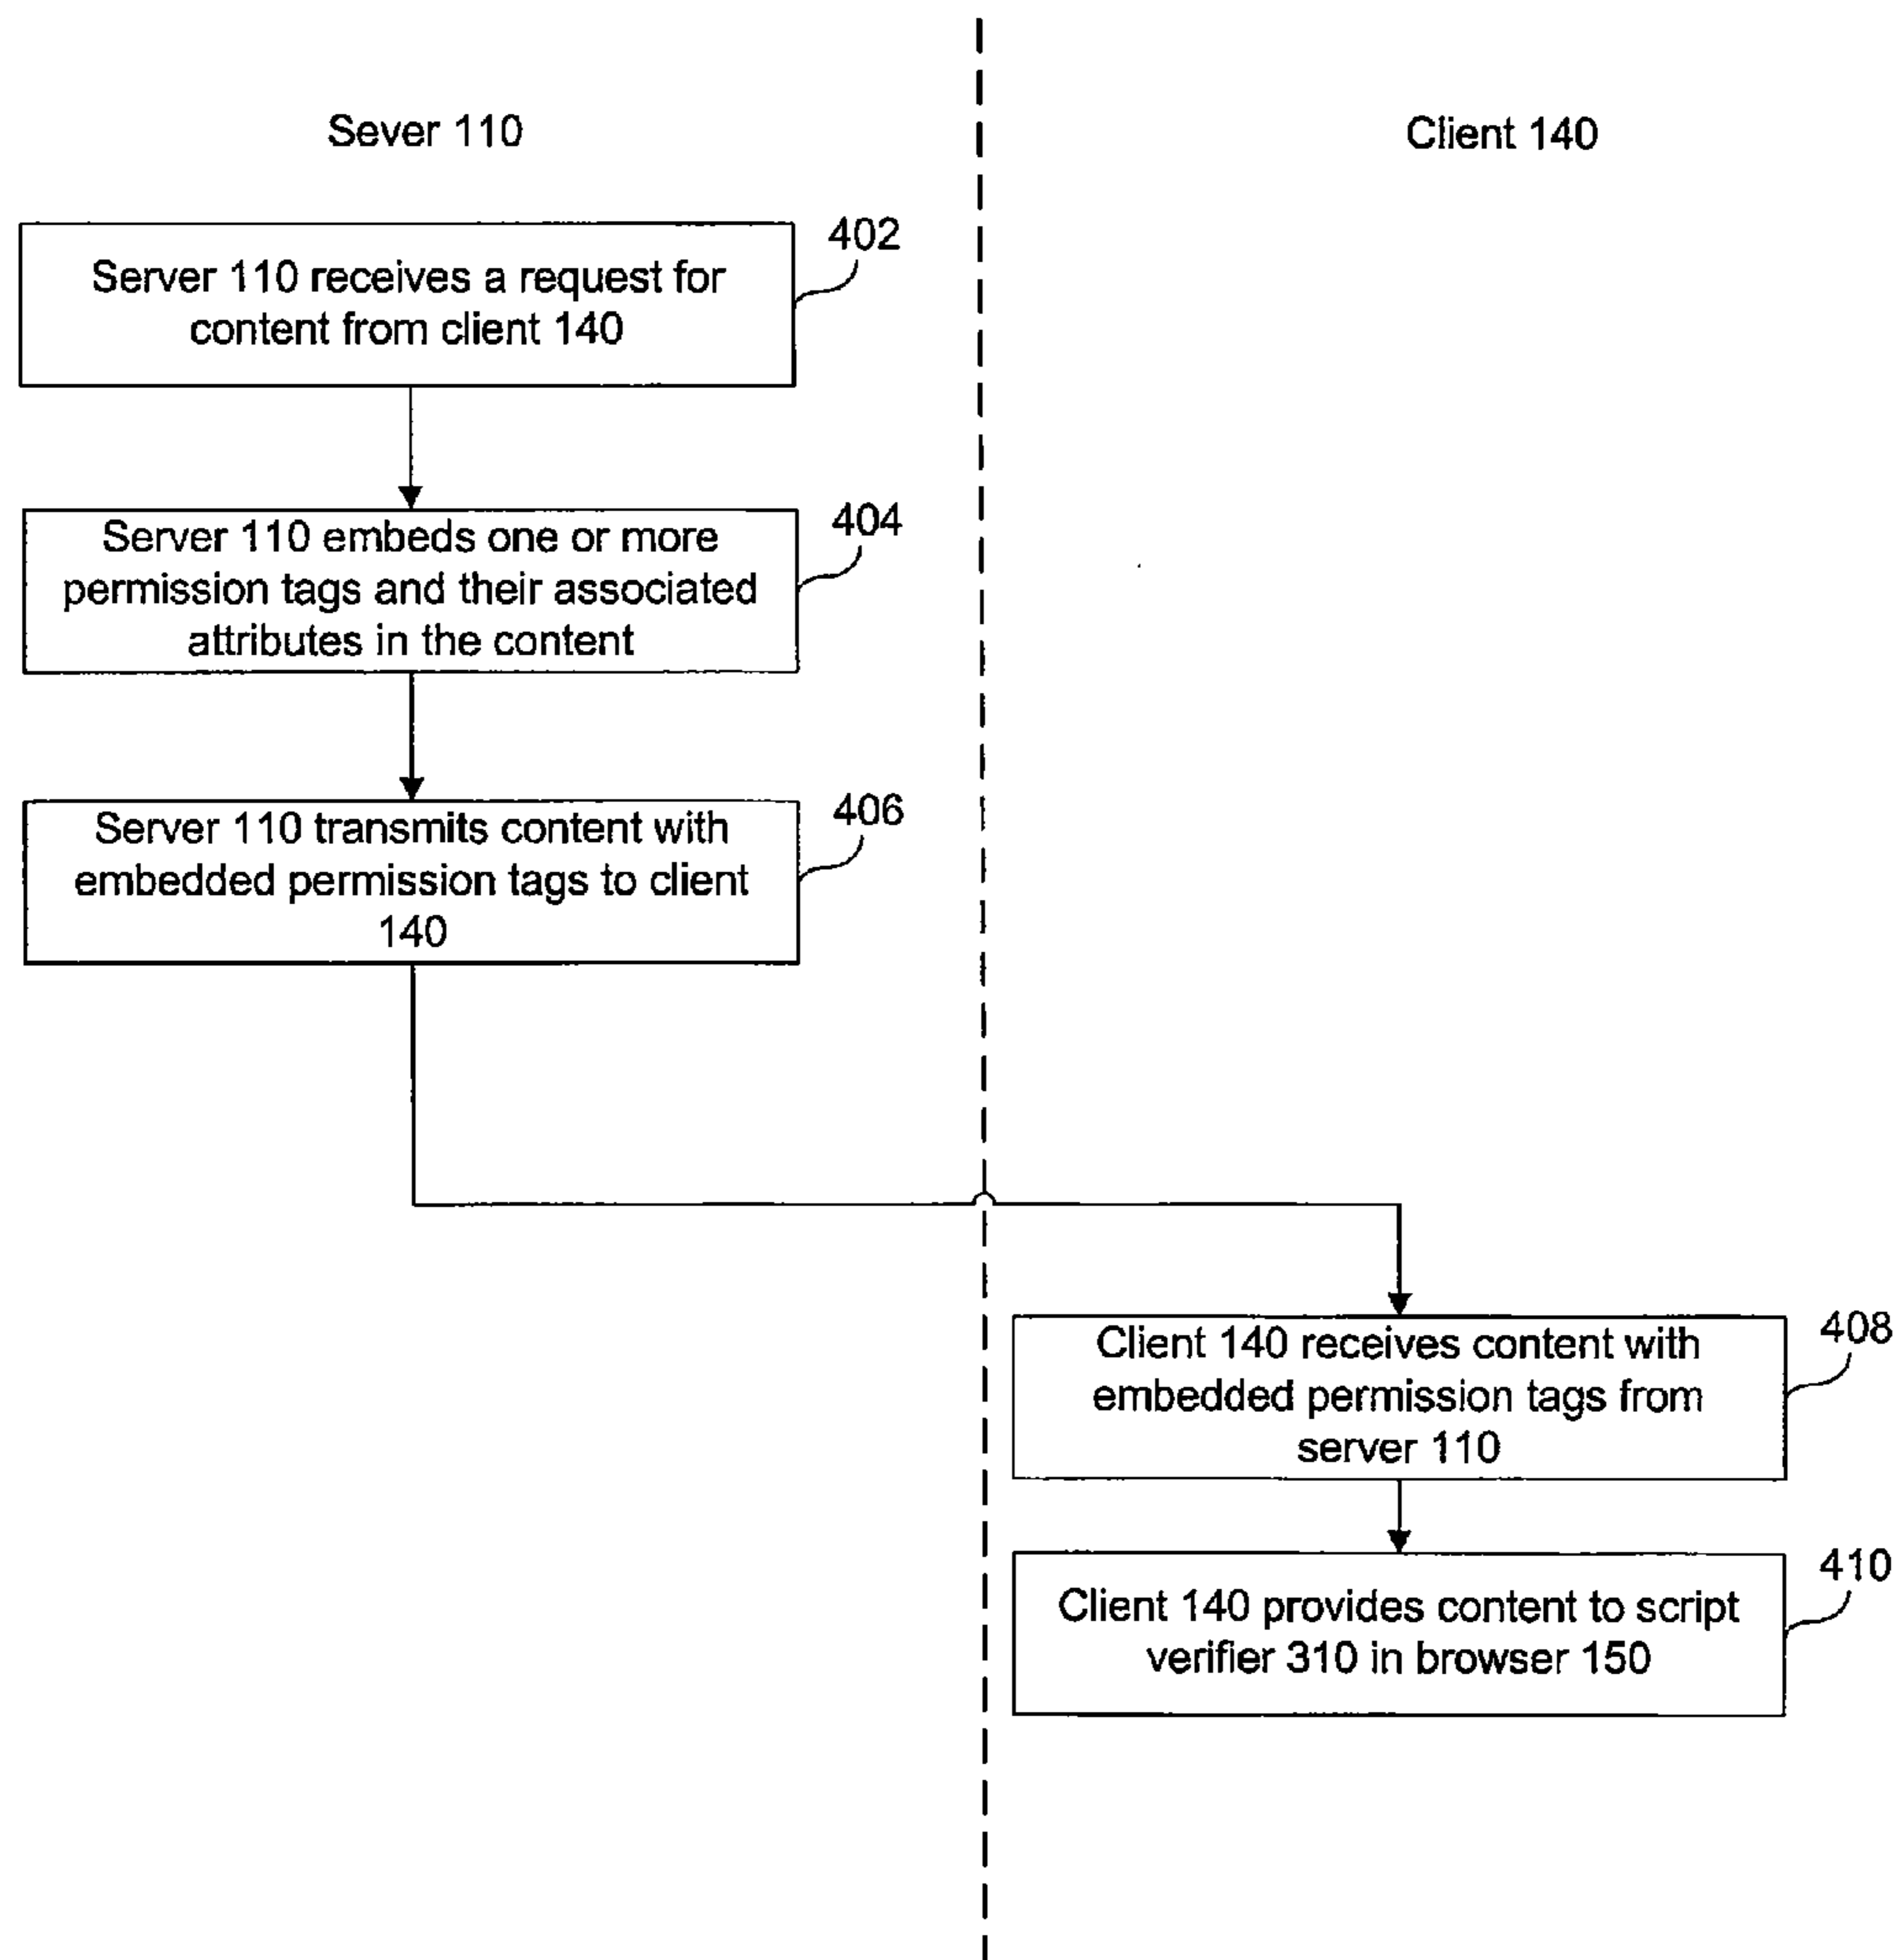 Sever 110
Client 140
402
Server 110 receives a request for
content from client 140
404
Server 110 embeds one or more
permission tags and their associated
attributes in the content
406
Server 110 transmits content with
embedded permission tags to client
140
408
Client 140 receives content with
embedded permission tags from
server 110
410
Client 140 provides content to script
verifier 310 in browser 150